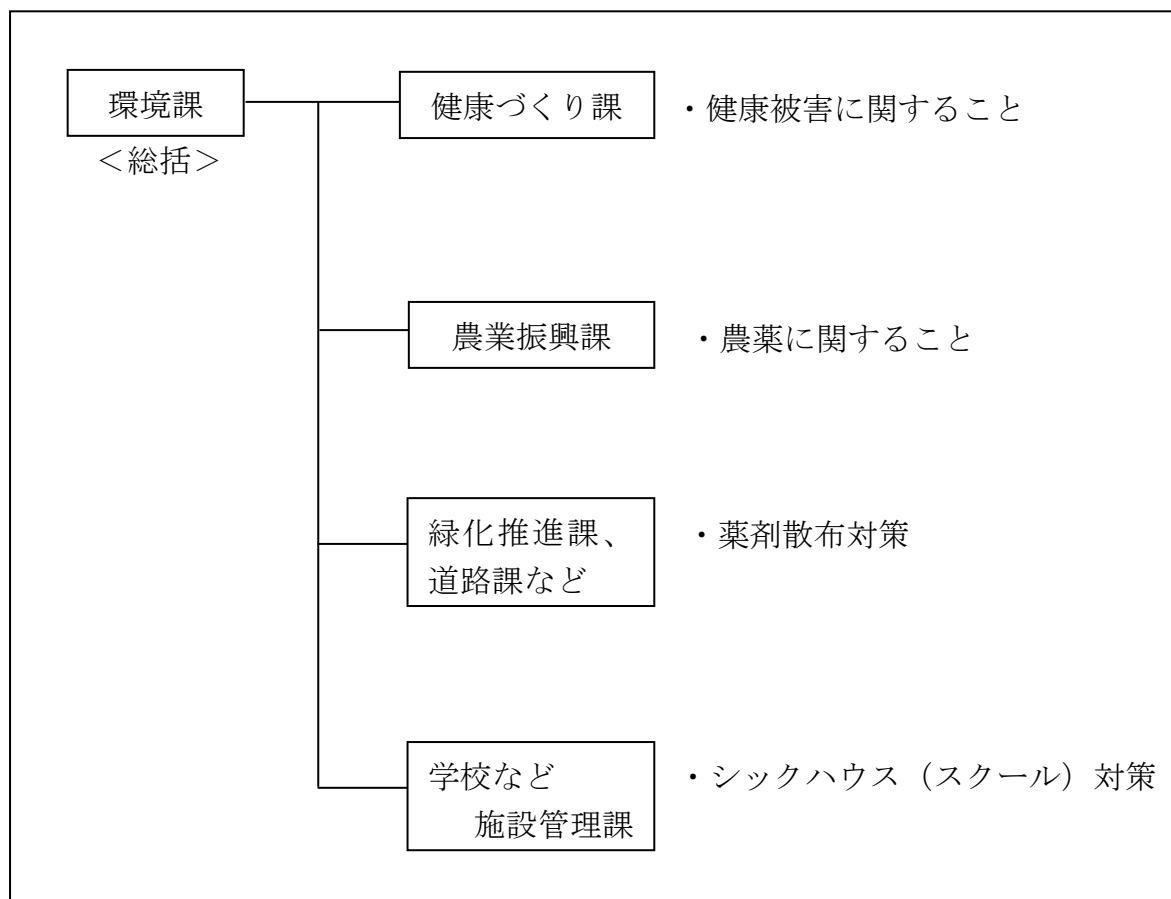 環境課
＜総括＞
健康づくり課
・健康被害に関すること
農業振興課
・農薬に関すること
緑化推進課、
道路課など
・薬剤散布対策
学校など
施設管理課
・シックハウス（スクール）対策